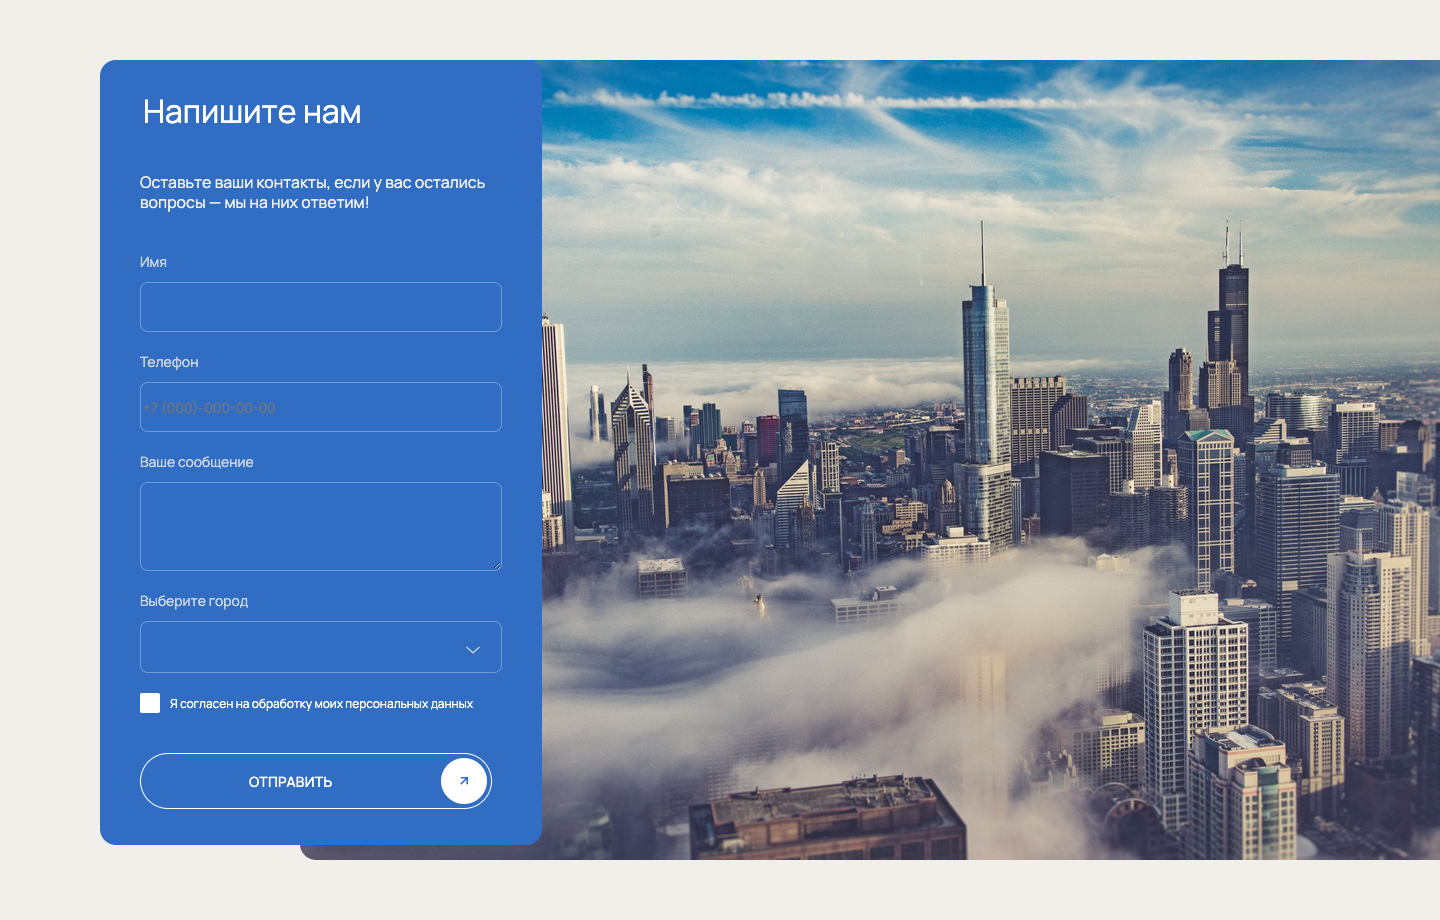 Напишите нам
Оставьте ваши контакты, если у вас остались
вопросы — мы на них ответим!
Имя
Телефон
+7 (000)-000-00-00
Ваше сообщение
Выберите город
Я согласен на обработку моих персональных данных
ОТПРАВИТЬ